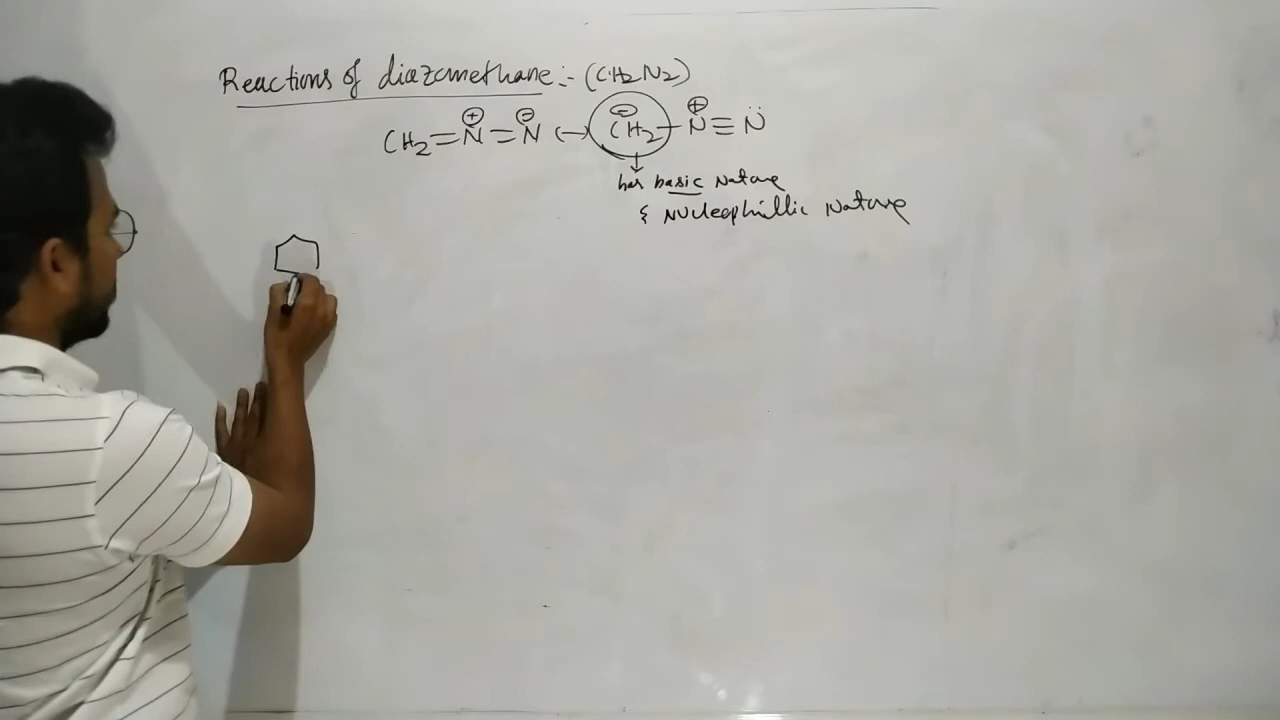 Reactions of diazomethane :- (CH2N2)
CH2=N⊕=N⊖ ↔ ⊖CH2-N⊕≡N̈
↓
has basic Nature
& Nucleophillic Nature